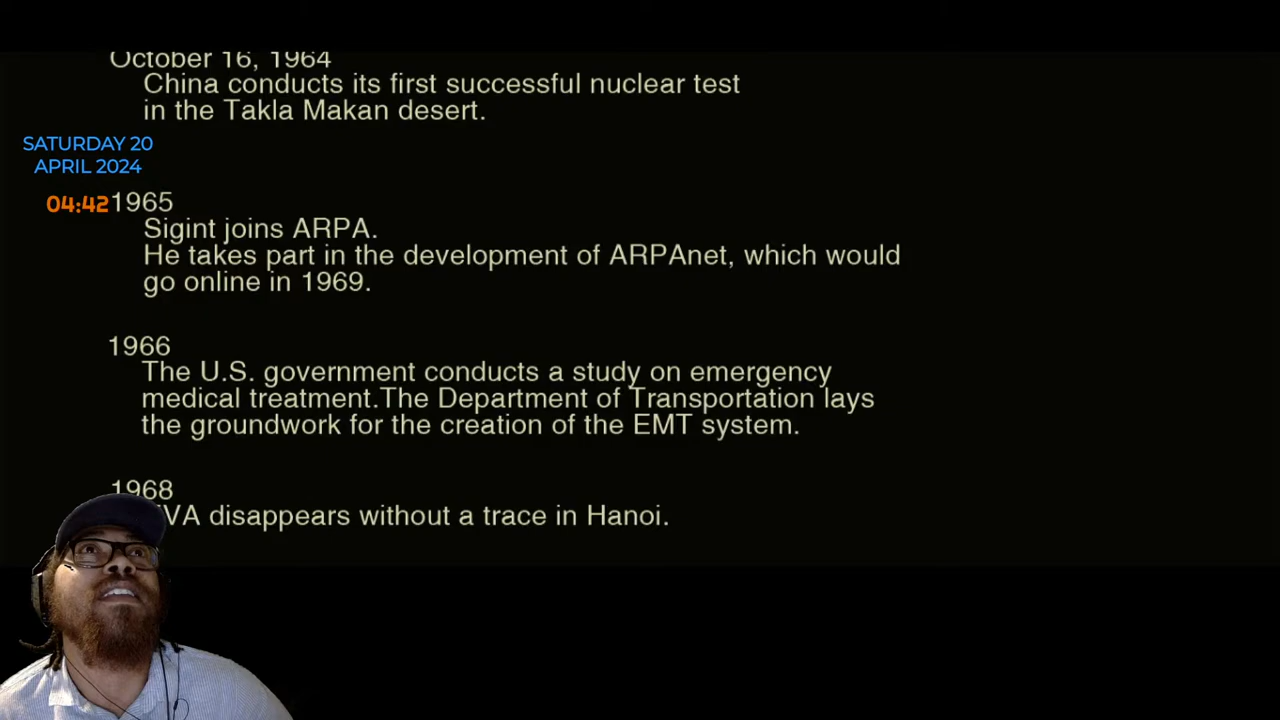 October 16, 1964
China conducts its first successful nuclear test
in the Takla Makan desert.
SATURDAY 20
APRIL 2024
04:42
1965
Sigint joins ARPA.
He takes part in the development of ARPAnet, which would
go online in 1969.
1966
The U.S. government conducts a study on emergency
medical treatment.The Department of Transportation lays
the groundwork for the creation of the EMT system.
1968
disappears without a trace in Hanoi.